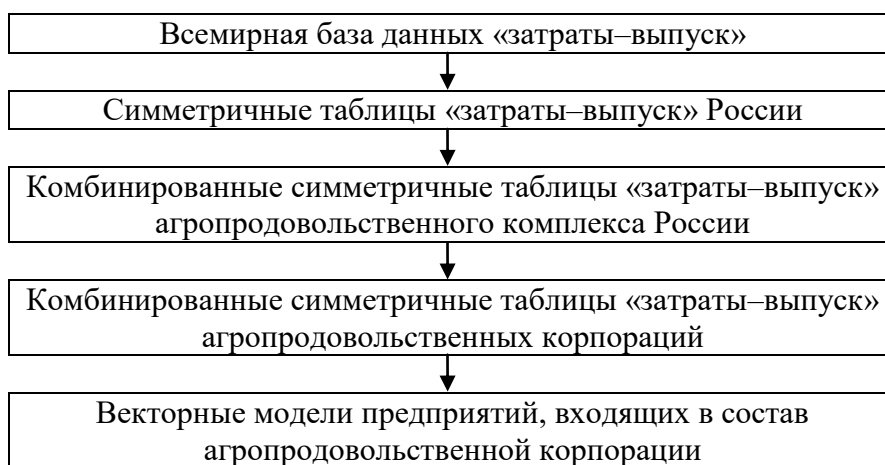 Всемирная база данных «затраты–выпуск»
Симметричные таблицы «затраты–выпуск» России
Комбинированные симметричные таблицы «затраты–выпуск»
агропродовольственного комплекса России
Комбинированные симметричные таблицы «затраты–выпуск»
агропродовольственных корпораций
Векторные модели предприятий, входящих в состав
агропродовольственной корпорации